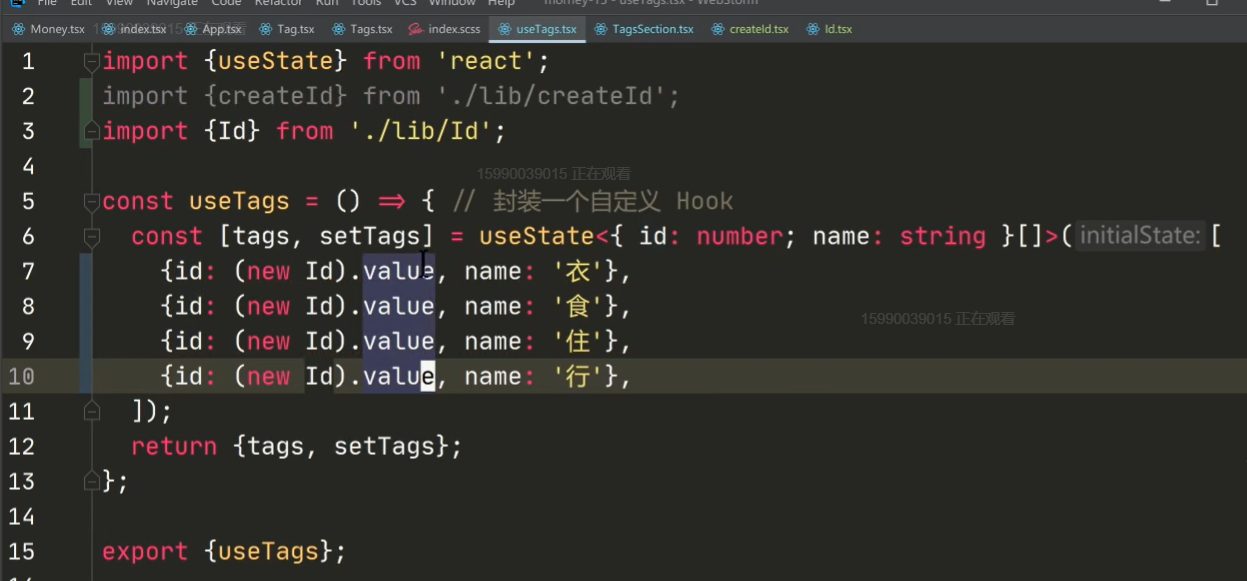 File Edit View Navigate Code Refactor Run Tools VCS Window Help morney-15 - useTags.tsx - WebStorm
Money.tsx index.tsx App.tsx Tag.tsx Tags.tsx index.scss useTags.tsx TagsSection.tsx createId.tsx Id.tsx
1 import {useState} from 'react';
2 import {createId} from './lib/createId';
3 import {Id} from './lib/Id';
4
15990039015 正在观看
5 const useTags = () => { // 封装一个自定义 Hook
6 const [tags, setTags] = useState<{ id: number; name: string }[]>( initialState: [
7 {id: (new Id).value, name: '衣'},
8 {id: (new Id).value, name: '食'},
15990039015 正在观看
9 {id: (new Id).value, name: '住'},
10 {id: (new Id).value, name: '行'},
11 ]);
12 return {tags, setTags};
13 };
14
15 export {useTags};